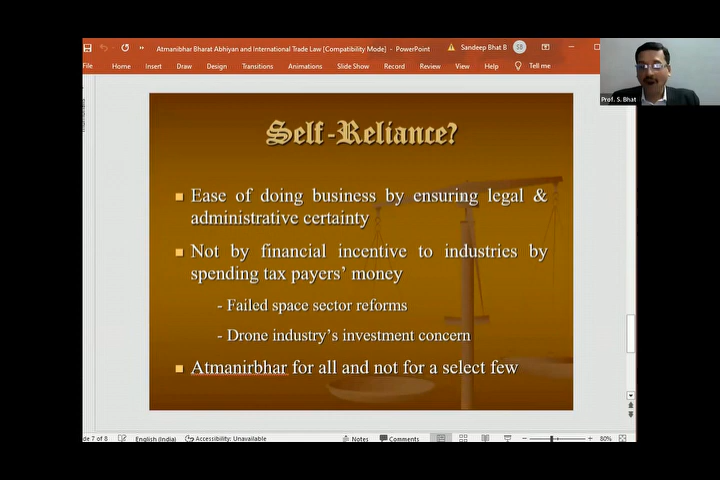 Atmanibhar Bharat Abhiyan and International Trade Law [Compatibility Mode] - PowerPoint
Sandeep Bhat B
SB
File Home Insert Draw Design Transitions Animations Slide Show Record Review View Help Tell me
Prof. S. Bhat
Self-Reliance?
Ease of doing business by ensuring legal &
administrative certainty
Not by financial incentive to industries by
spending tax payers' money
- Failed space sector reforms
- Drone industry's investment concern
Atmanirbhar for all and not for a select few
de 7 of 8 English (India) Accessibility: Unavailable Notes Comments 80%